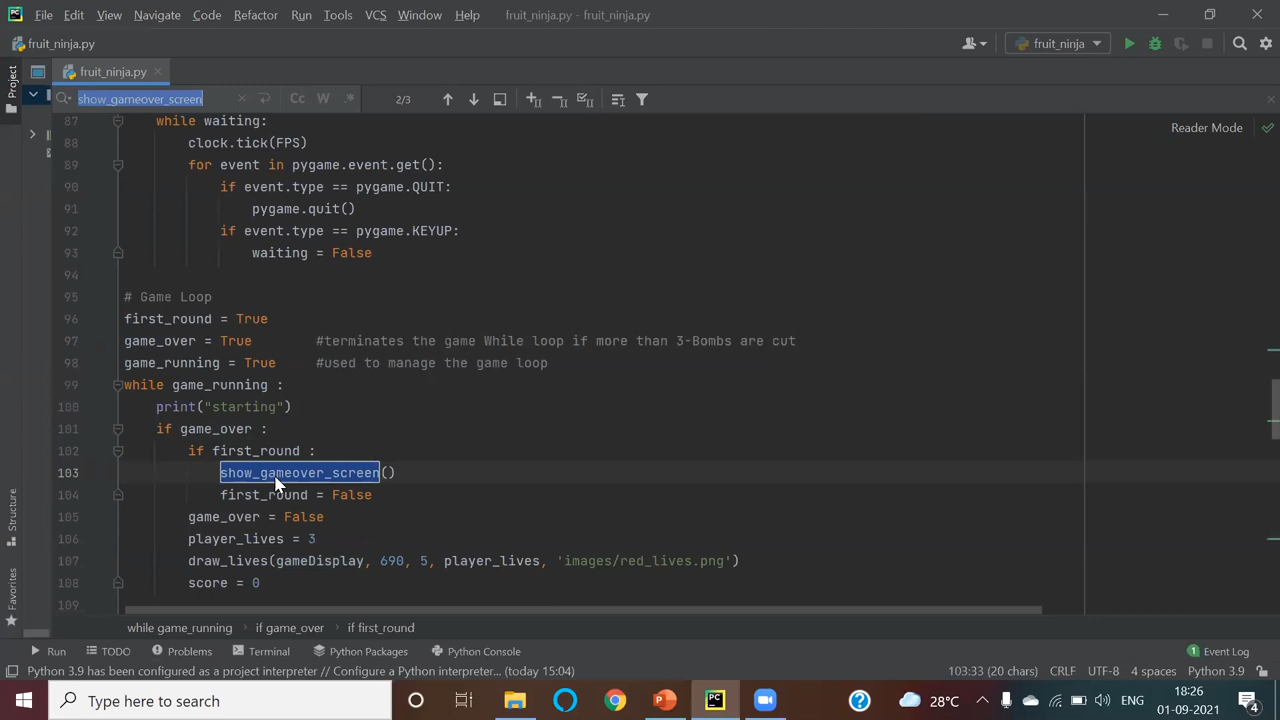 File Edit View Navigate Code Refactor Run Tools VCS Window Help fruit_ninja.py - fruit_ninja.py
fruit_ninja.py fruit_ninja
Project fruit_ninja.py
show_gameover_screen Cc W .* 2/3
Reader Mode
87 while waiting:
88 clock.tick(FPS)
89 for event in pygame.event.get():
90 if event.type == pygame.QUIT:
91 pygame.quit()
92 if event.type == pygame.KEYUP:
93 waiting = False
94
95 # Game Loop
96 first_round = True
97 game_over = True #terminates the game While loop if more than 3-Bombs are cut
98 game_running = True #used to manage the game loop
99 while game_running :
100 print("starting")
101 if game_over :
102 if first_round :
103 show_gameover_screen()
104 first_round = False
105 game_over = False
106 player_lives = 3
107 draw_lives(gameDisplay, 690, 5, player_lives, 'images/red_lives.png')
108 score = 0
109
Structure
Favorites
while game_running if game_over if first_round
Run TODO Problems Terminal Python Packages Python Console 1 Event Log
Python 3.9 has been configured as a project interpreter // Configure a Python interpreter... (today 15:04) 103:33 (20 chars) CRLF UTF-8 4 spaces Python 3.9
Type here to search 28°C ENG 18:26
01-09-2021 4